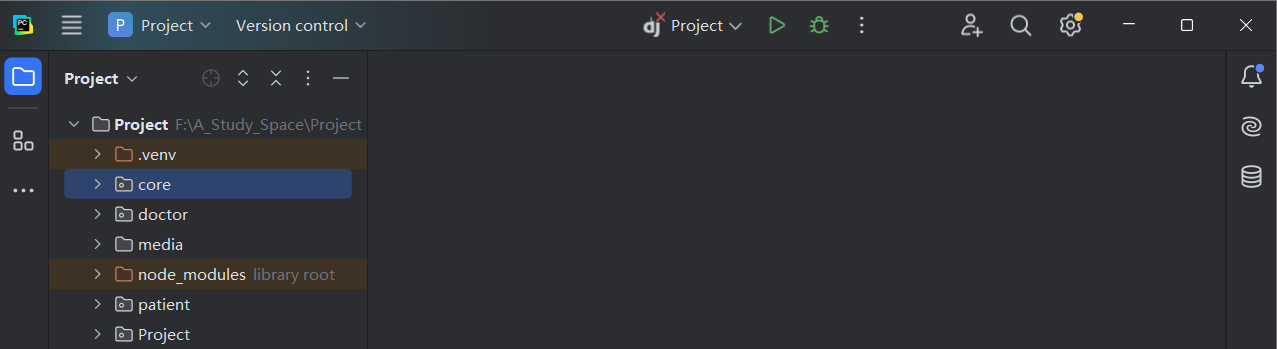 PC P Project Version control dj Project
Project
Project F:\A_Study_Space\Project
.venv
core
doctor
media
node_modules library root
patient
Project